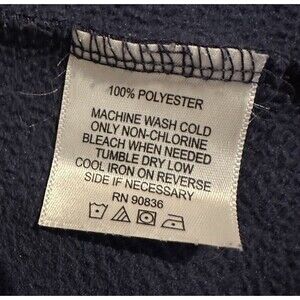 100% POLYESTER
MACHINE WASH COLD
ONLY NON-CHLORINE
BLEACH WHEN NEEDED
TUMBLE DRY LOW
COOL IRON ON REVERSE
SIDE IF NECESSARY
RN 90836